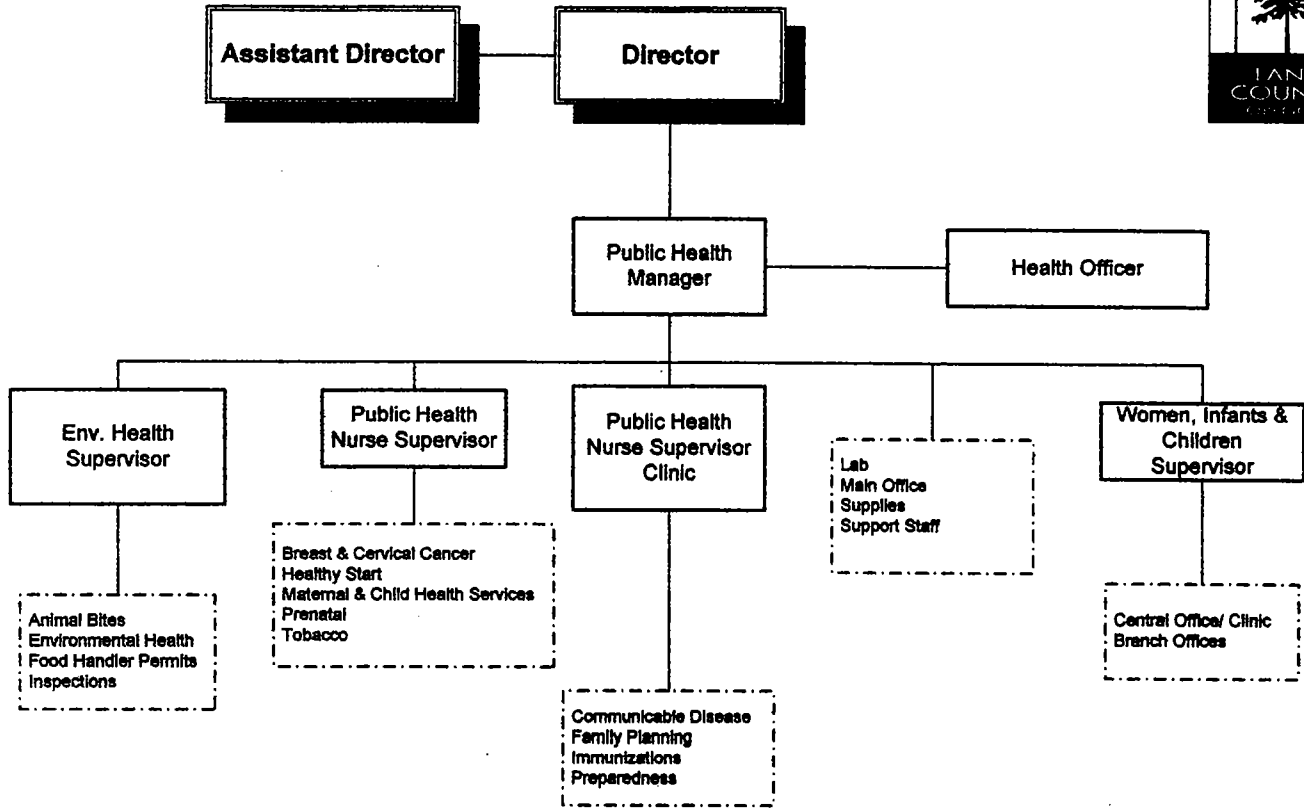 Assistant Director
Director
Public Health
Manager
Health Officer
Env. Health
Supervisor
Public Health
Nurse Supervisor
Public Health
Nurse Supervisor
Clinic
Women, Infants &
Children
Supervisor
Lab
Main Office
Supplies
Support Staff
Breast & Cervical Cancer
Healthy Start
Maternal & Child Health Services
Prenatal
Tobacco
Animal Bites
Environmental Health
Food Handler Permits
Inspections
Central Office/ Clinic
Branch Offices
Communicable Disease
Family Planning
Immunizations
Preparedness